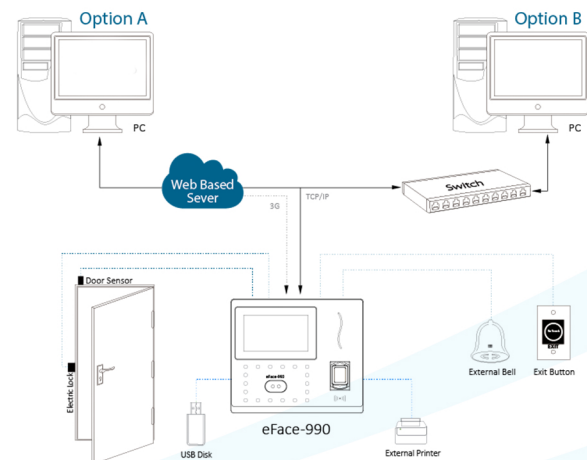 Option A
Option B
PC
PC
Web Based
Sever
Switch
3G
TCP/IP
Door Sensor
Electric Lock
eFace-990
External Bell
Exit Button
eFace-990
USB Disk
External Printer